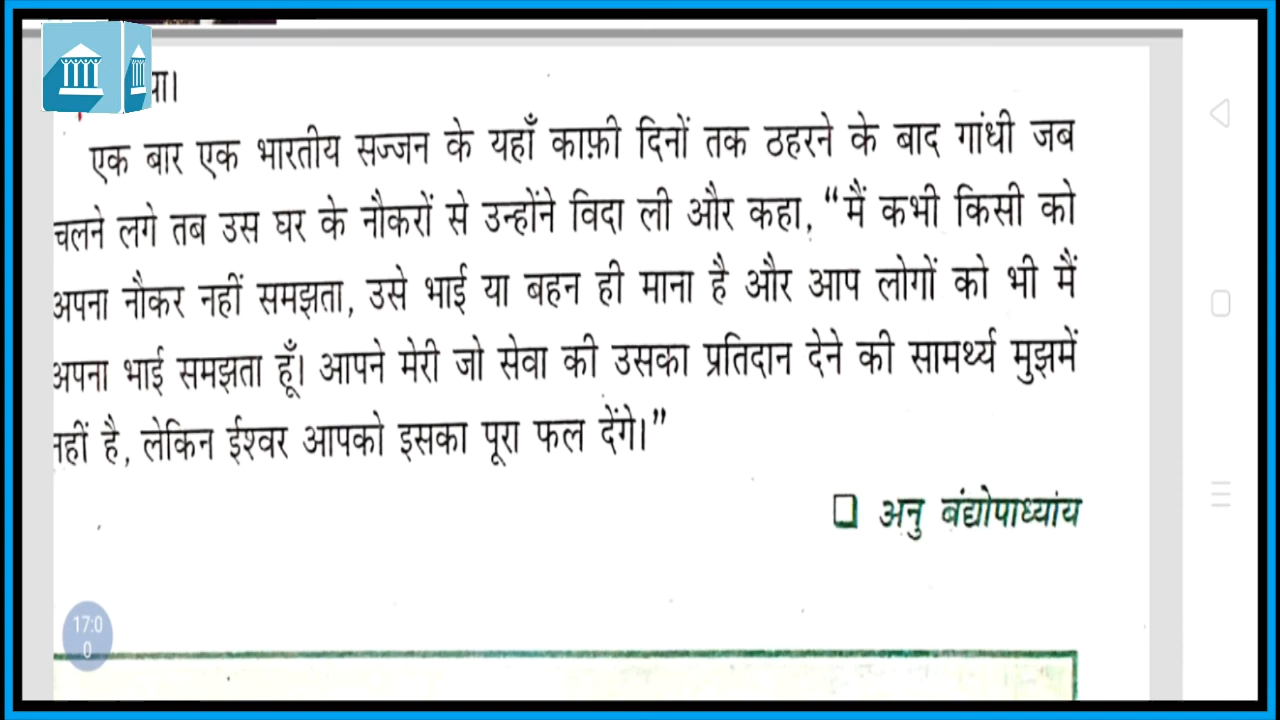 एक बार एक भारतीय सज्जन के यहाँ काफ़ी दिनों तक ठहरने के बाद गांधी जब
चलने लगे तब उस घर के नौकरों से उन्होंने विदा ली और कहा, “मैं कभी किसी को
अपना नौकर नहीं समझता, उसे भाई या बहन ही माना है और आप लोगों को भी मैं
अपना भाई समझता हूँ। आपने मेरी जो सेवा की उसका प्रतिदान देने की सामर्थ्य मुझमें
नहीं है, लेकिन ईश्वर आपको इसका पूरा फल देंगे।”
❑ अनु बंद्योपाध्यांय
17:0
0